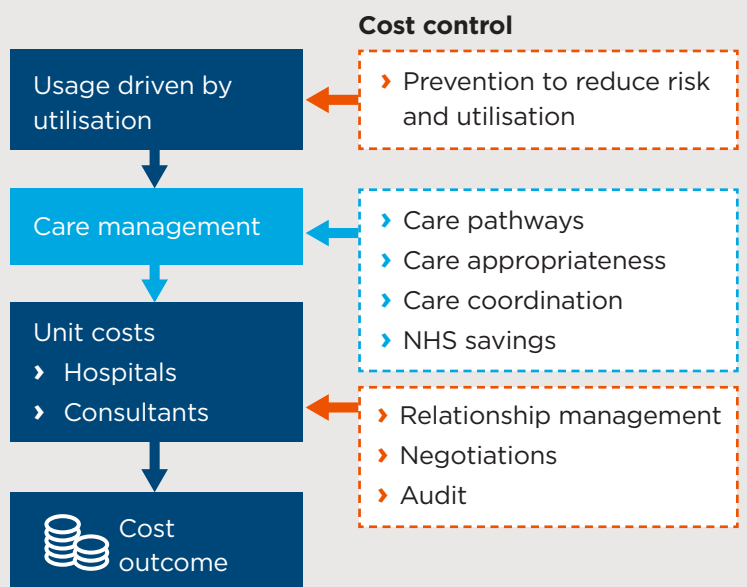 Cost control
Usage driven by
utilisation
› Prevention to reduce risk
and utilisation
Care management
› Care pathways
› Care appropriateness
› Care coordination
› NHS savings
Unit costs
› Hospitals
› Consultants
› Relationship management
› Negotiations
› Audit
Cost
outcome